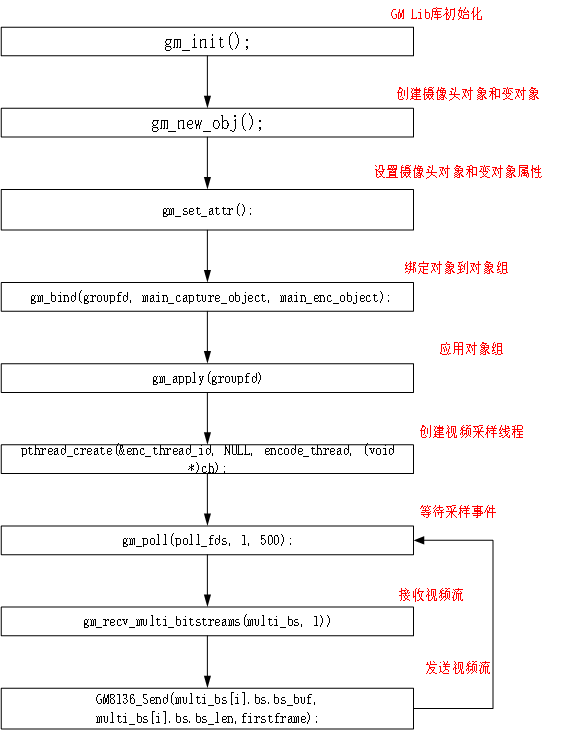 GM Lib库初始化
gm_init();
创建摄像头对象和变对象
gm_new_obj();
设置摄像头对象和变对象属性
gm_set_attr();
绑定对象到对象组
gm_bind(groupfd, main_capture_object, main_enc_object);
应用对象组
gm_apply(groupfd)
创建视频采样线程
pthread_create(&enc_thread_id, NULL, encode_thread, (void
*)ch);
等待采样事件
gm_poll(poll_fds, 1, 500);
接收视频流
gm_recv_multi_bitstreams(multi_bs, 1))
发送视频流
GM8136_Send(multi_bs[i].bs.bs_buf,
multi_bs[i].bs.bs_len,firstframe);